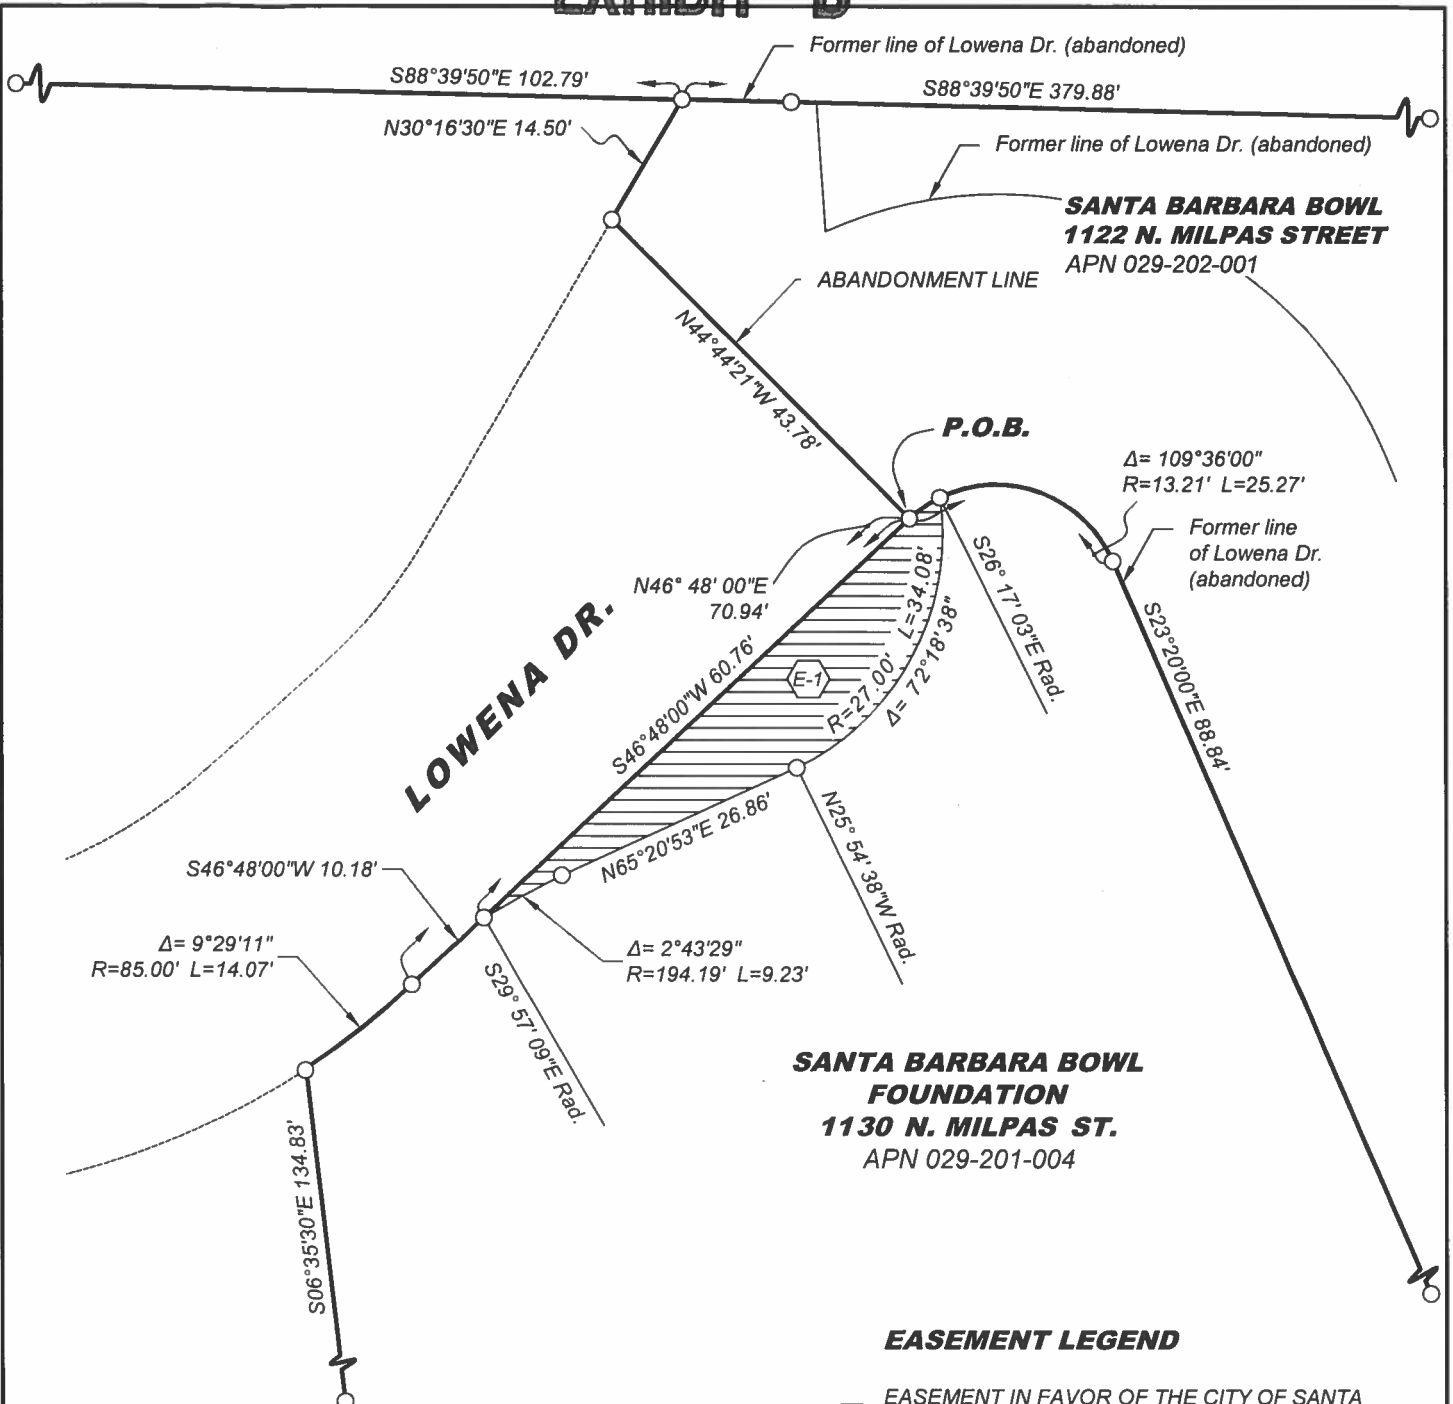 EXHIBIT "B"
Former line of Lowena Dr. (abandoned)
S88°39'50"E 102.79'
S88°39'50"E 379.88'
N30°16'30"E 14.50'
Former line of Lowena Dr. (abandoned)
SANTA BARBARA BOWL
1122 N. MILPAS STREET
APN 029-202-001
ABANDONMENT LINE
N44°44'21"W 43.78'
P.O.B.
Δ= 109°36'00"
R=13.21' L=25.27'
Former line
of Lowena Dr.
(abandoned)
N46° 48' 00"E
70.94'
L=34.08'
R=27.00'
Δ= 72°18'38"
S26° 17' 03"E Rad.
S23°20'00"E 88.84'
LOWENA DR.
S46°48'00"W 60.76'
E-1
N65°20'53"E 26.86'
N25° 54' 38"W Rad.
S46°48'00"W 10.18'
Δ= 9°29'11"
R=85.00' L=14.07'
Δ= 2°43'29"
R=194.19' L=9.23'
S29° 57' 09"E Rad.
SANTA BARBARA BOWL
FOUNDATION
1130 N. MILPAS ST.
APN 029-201-004
S06°35'30"E 134.83'
EASEMENT LEGEND
EASEMENT IN FAVOR OF THE CITY OF SANTA